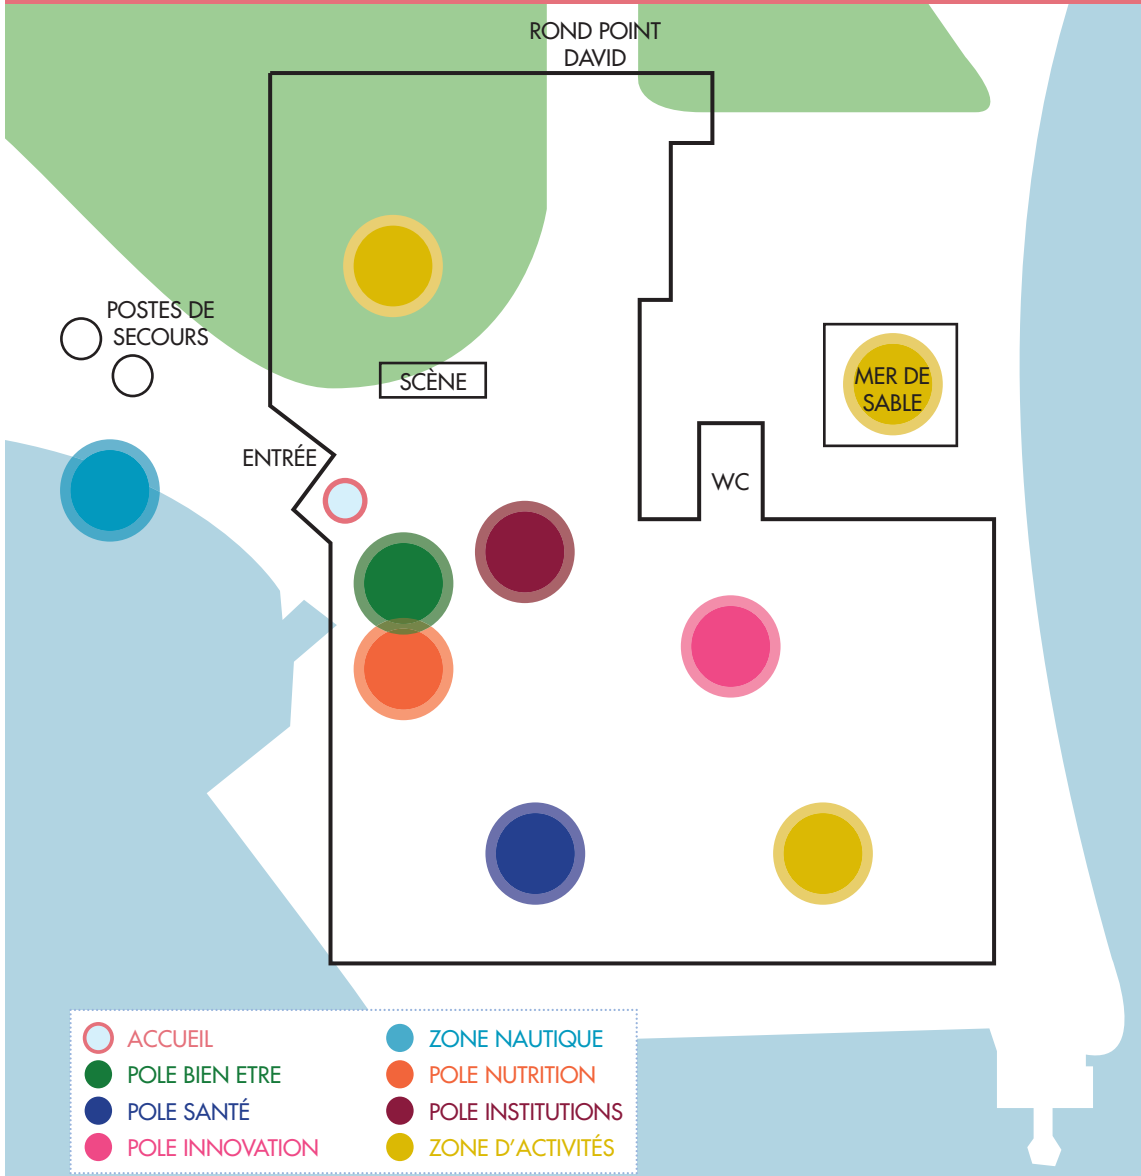 ROND POINT
DAVID
POSTES DE
SECOURS
SCÈNE
MER DE
SABLE
ENTRÉE
WC
ACCUEIL
POLE BIEN ETRE
POLE SANTÉ
POLE INNOVATION
ZONE NAUTIQUE
POLE NUTRITION
POLE INSTITUTIONS
ZONE D'ACTIVITÉS